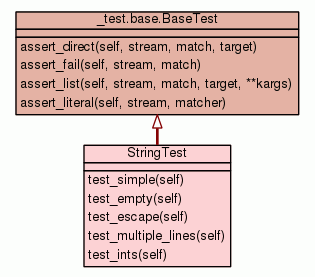 _test.base.BaseTest
assert_direct(self, stream, match, target)
assert_fail(self, stream, match)
assert_list(self, stream, match, target, **kargs)
assert_literal(self, stream, matcher)
StringTest
test_simple(self)
test_empty(self)
test_escape(self)
test_multiple_lines(self)
test_ints(self)